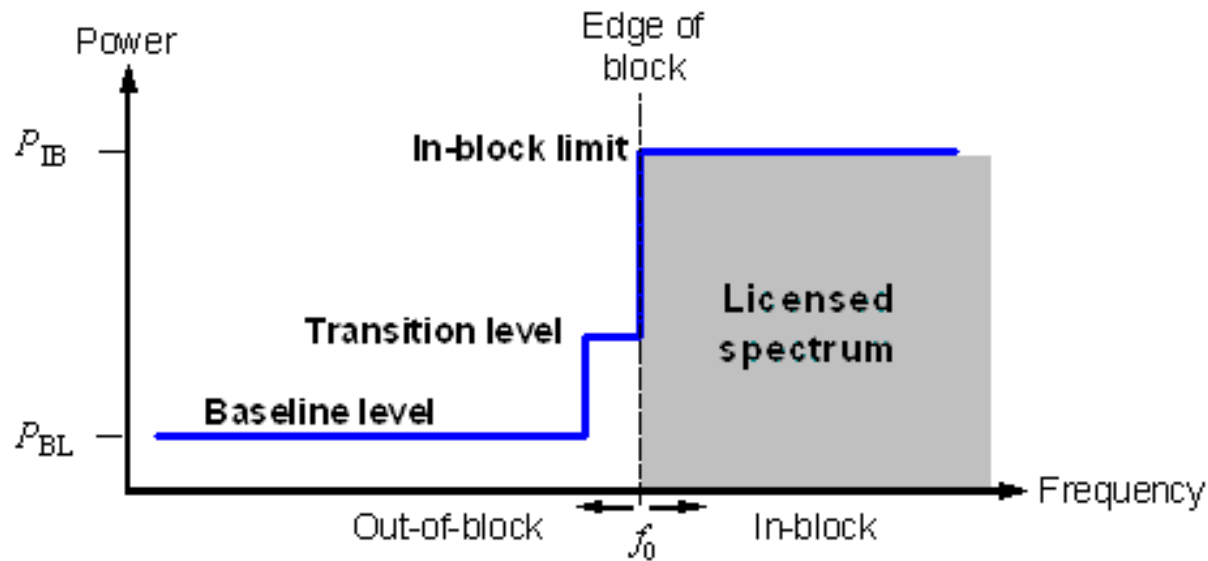 Power
Edge of
block
P_IB
In-block limit
Licensed
spectrum
Transition level
Baseline level
P_BL
Frequency
Out-of-block
f_0
In-block